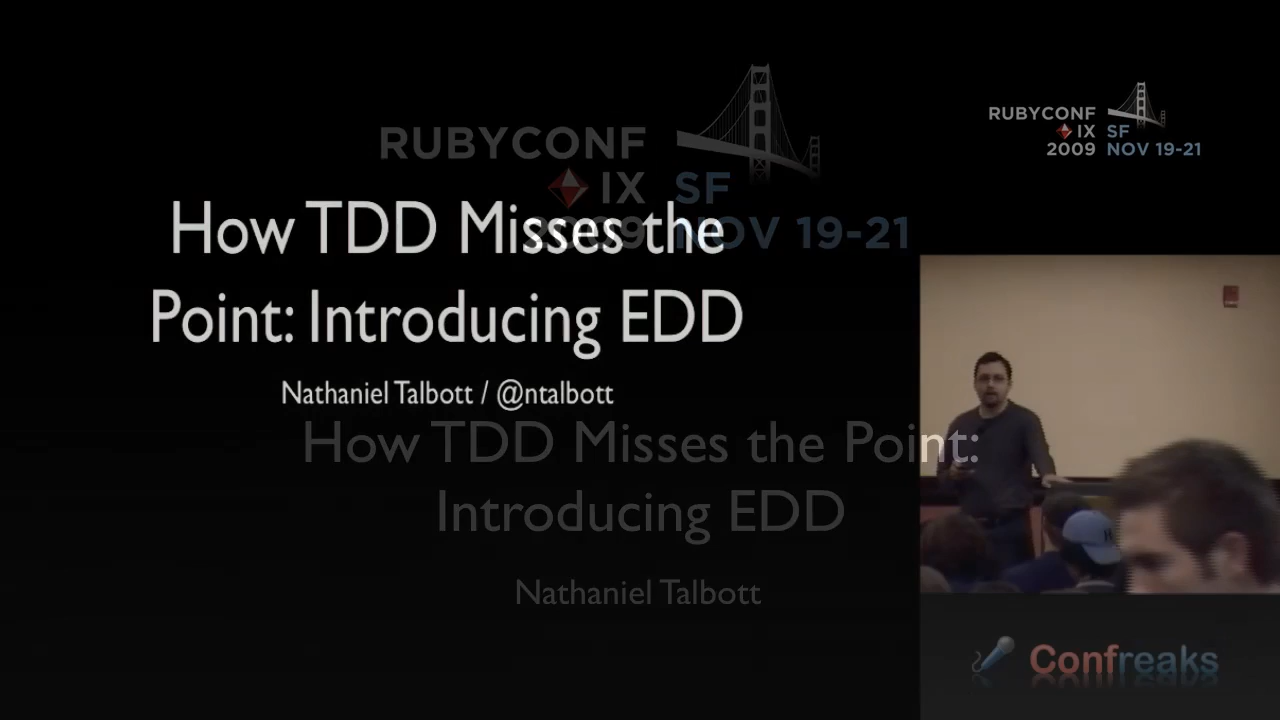 RUBYCONF
IX SF
2009 NOV 19-21
RUBYCONF
IX SF
2009 NOV 19-21
How TDD Misses the
Point: Introducing EDD
Nathaniel Talbott / @ntalbott
How TDD Misses the Point:
Introducing EDD
Nathaniel Talbott
Confreaks